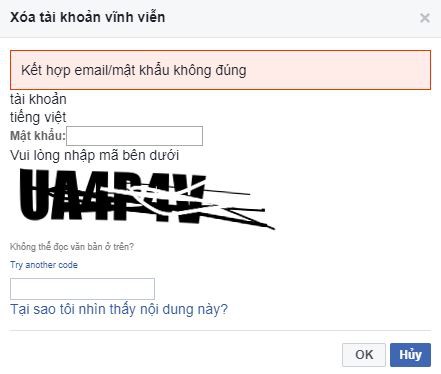 Xóa tài khoản vĩnh viễn
Kết hợp email/mật khẩu không đúng
tài khoản
tiếng việt
Mật khẩu:
Vui lòng nhập mã bên dưới
Không thể đọc văn bản ở trên?
Try another code
Tại sao tôi nhìn thấy nội dung này?
OK Hủy